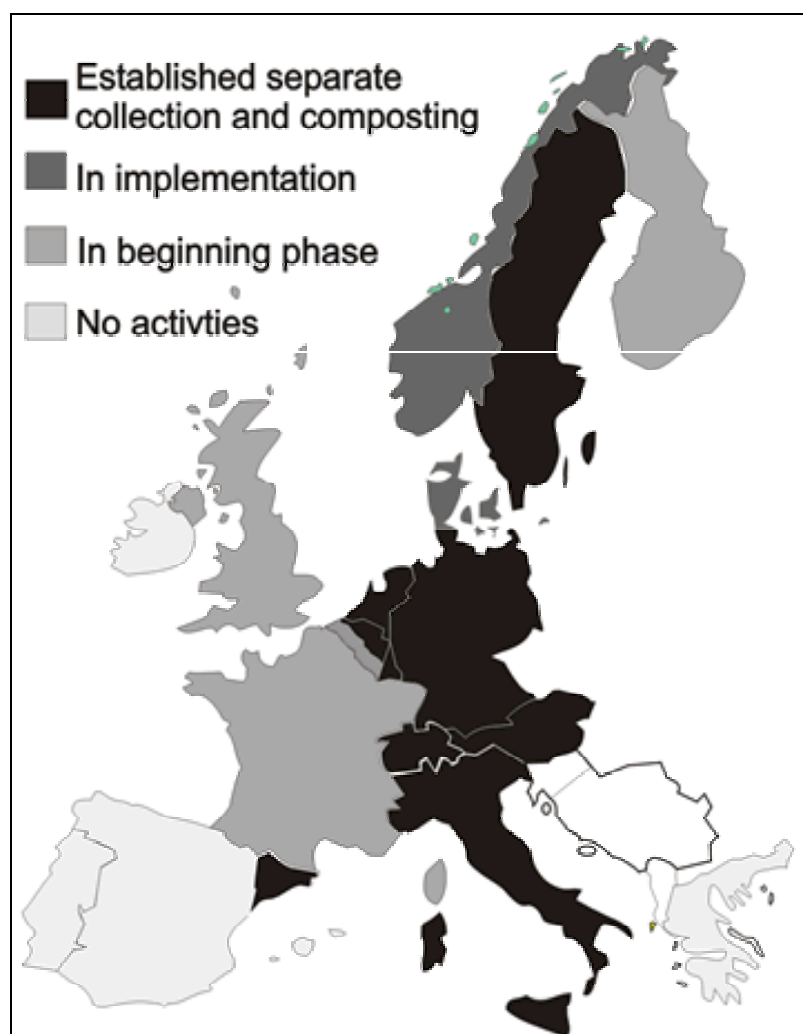 Established separate
collection and composting
In implementation
In beginning phase
No activties